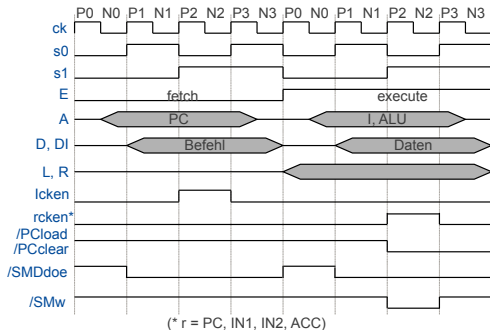 P0 N0 P1 N1 P2 N2 P3 N3 P0 N0 P1 N1 P2 N2 P3 N3
ck
s0
s1
E fetch execute
A PC I, ALU
D, DI Befehl Daten
L, R
Icken
rcken*
/PCload
/PCclear
/SMDdoe
/SMw
(* r = PC, IN1, IN2, ACC)